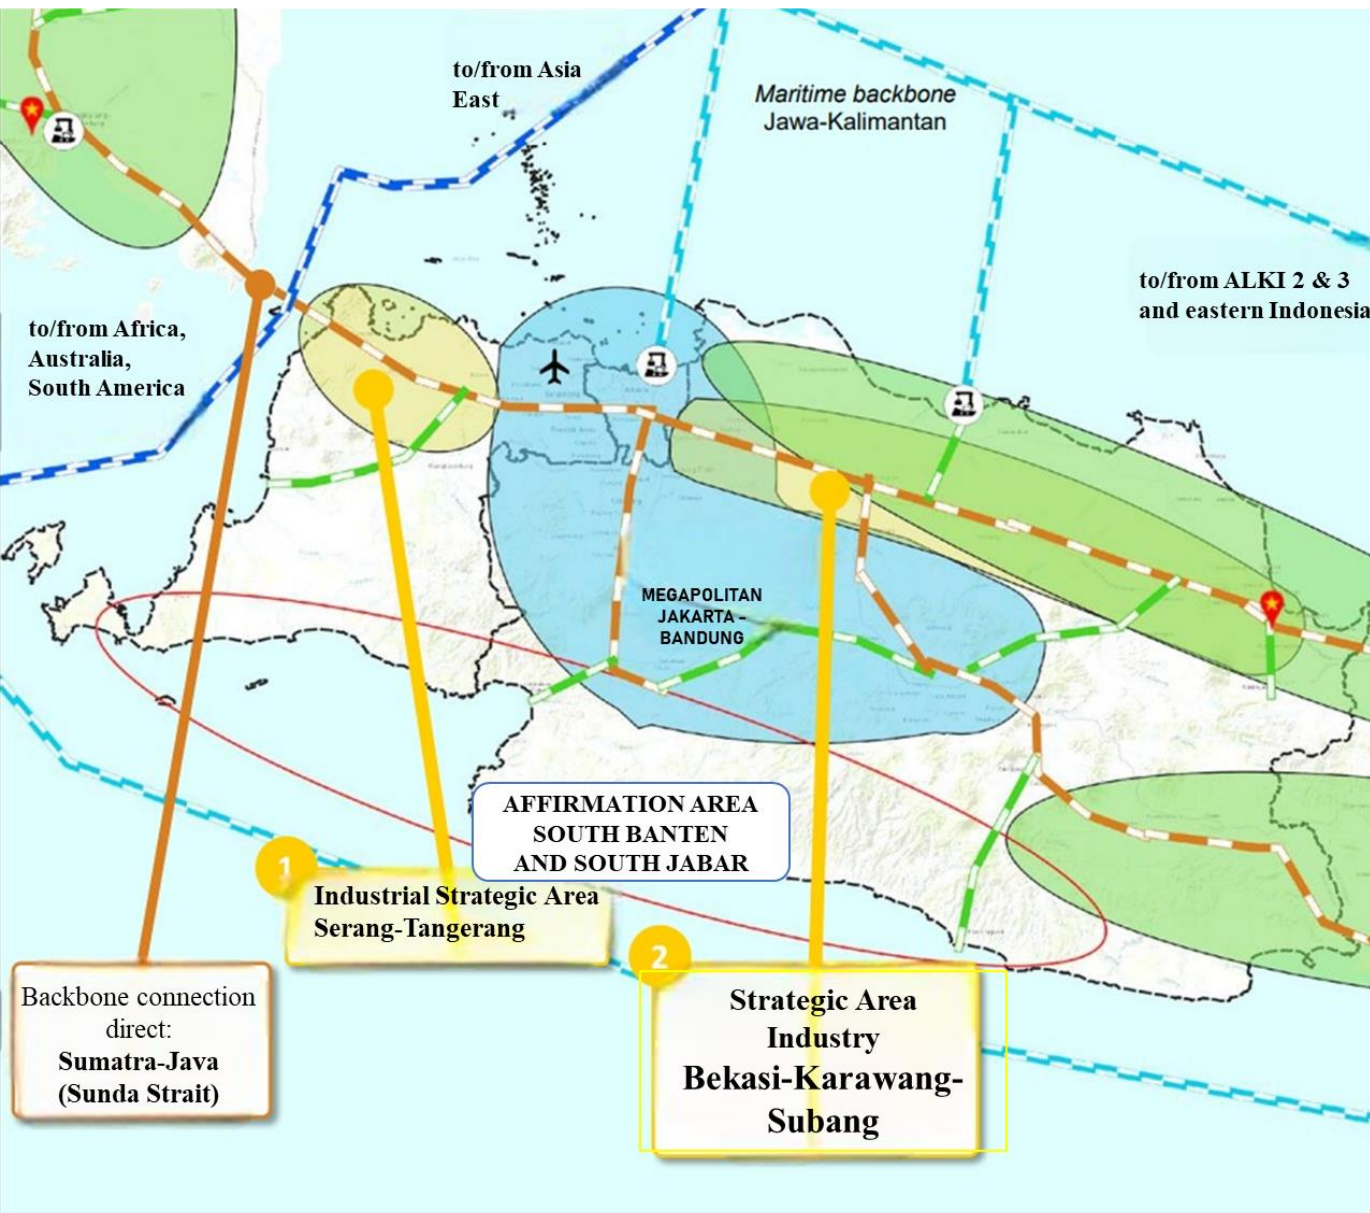 to/from Asia
East
Maritime backbone
Jawa-Kalimantan
to/from ALKI 2 & 3
and eastern Indonesia
to/from Africa,
Australia,
South America
MEGAPOLITAN
JAKARTA -
BANDUNG
AFFIRMATION AREA
SOUTH BANTEN
AND SOUTH JABAR
1
Industrial Strategic Area
Serang-Tangerang
2
Strategic Area
Industry
Bekasi-Karawang-
Subang
Backbone connection
direct:
Sumatra-Java
(Sunda Strait)